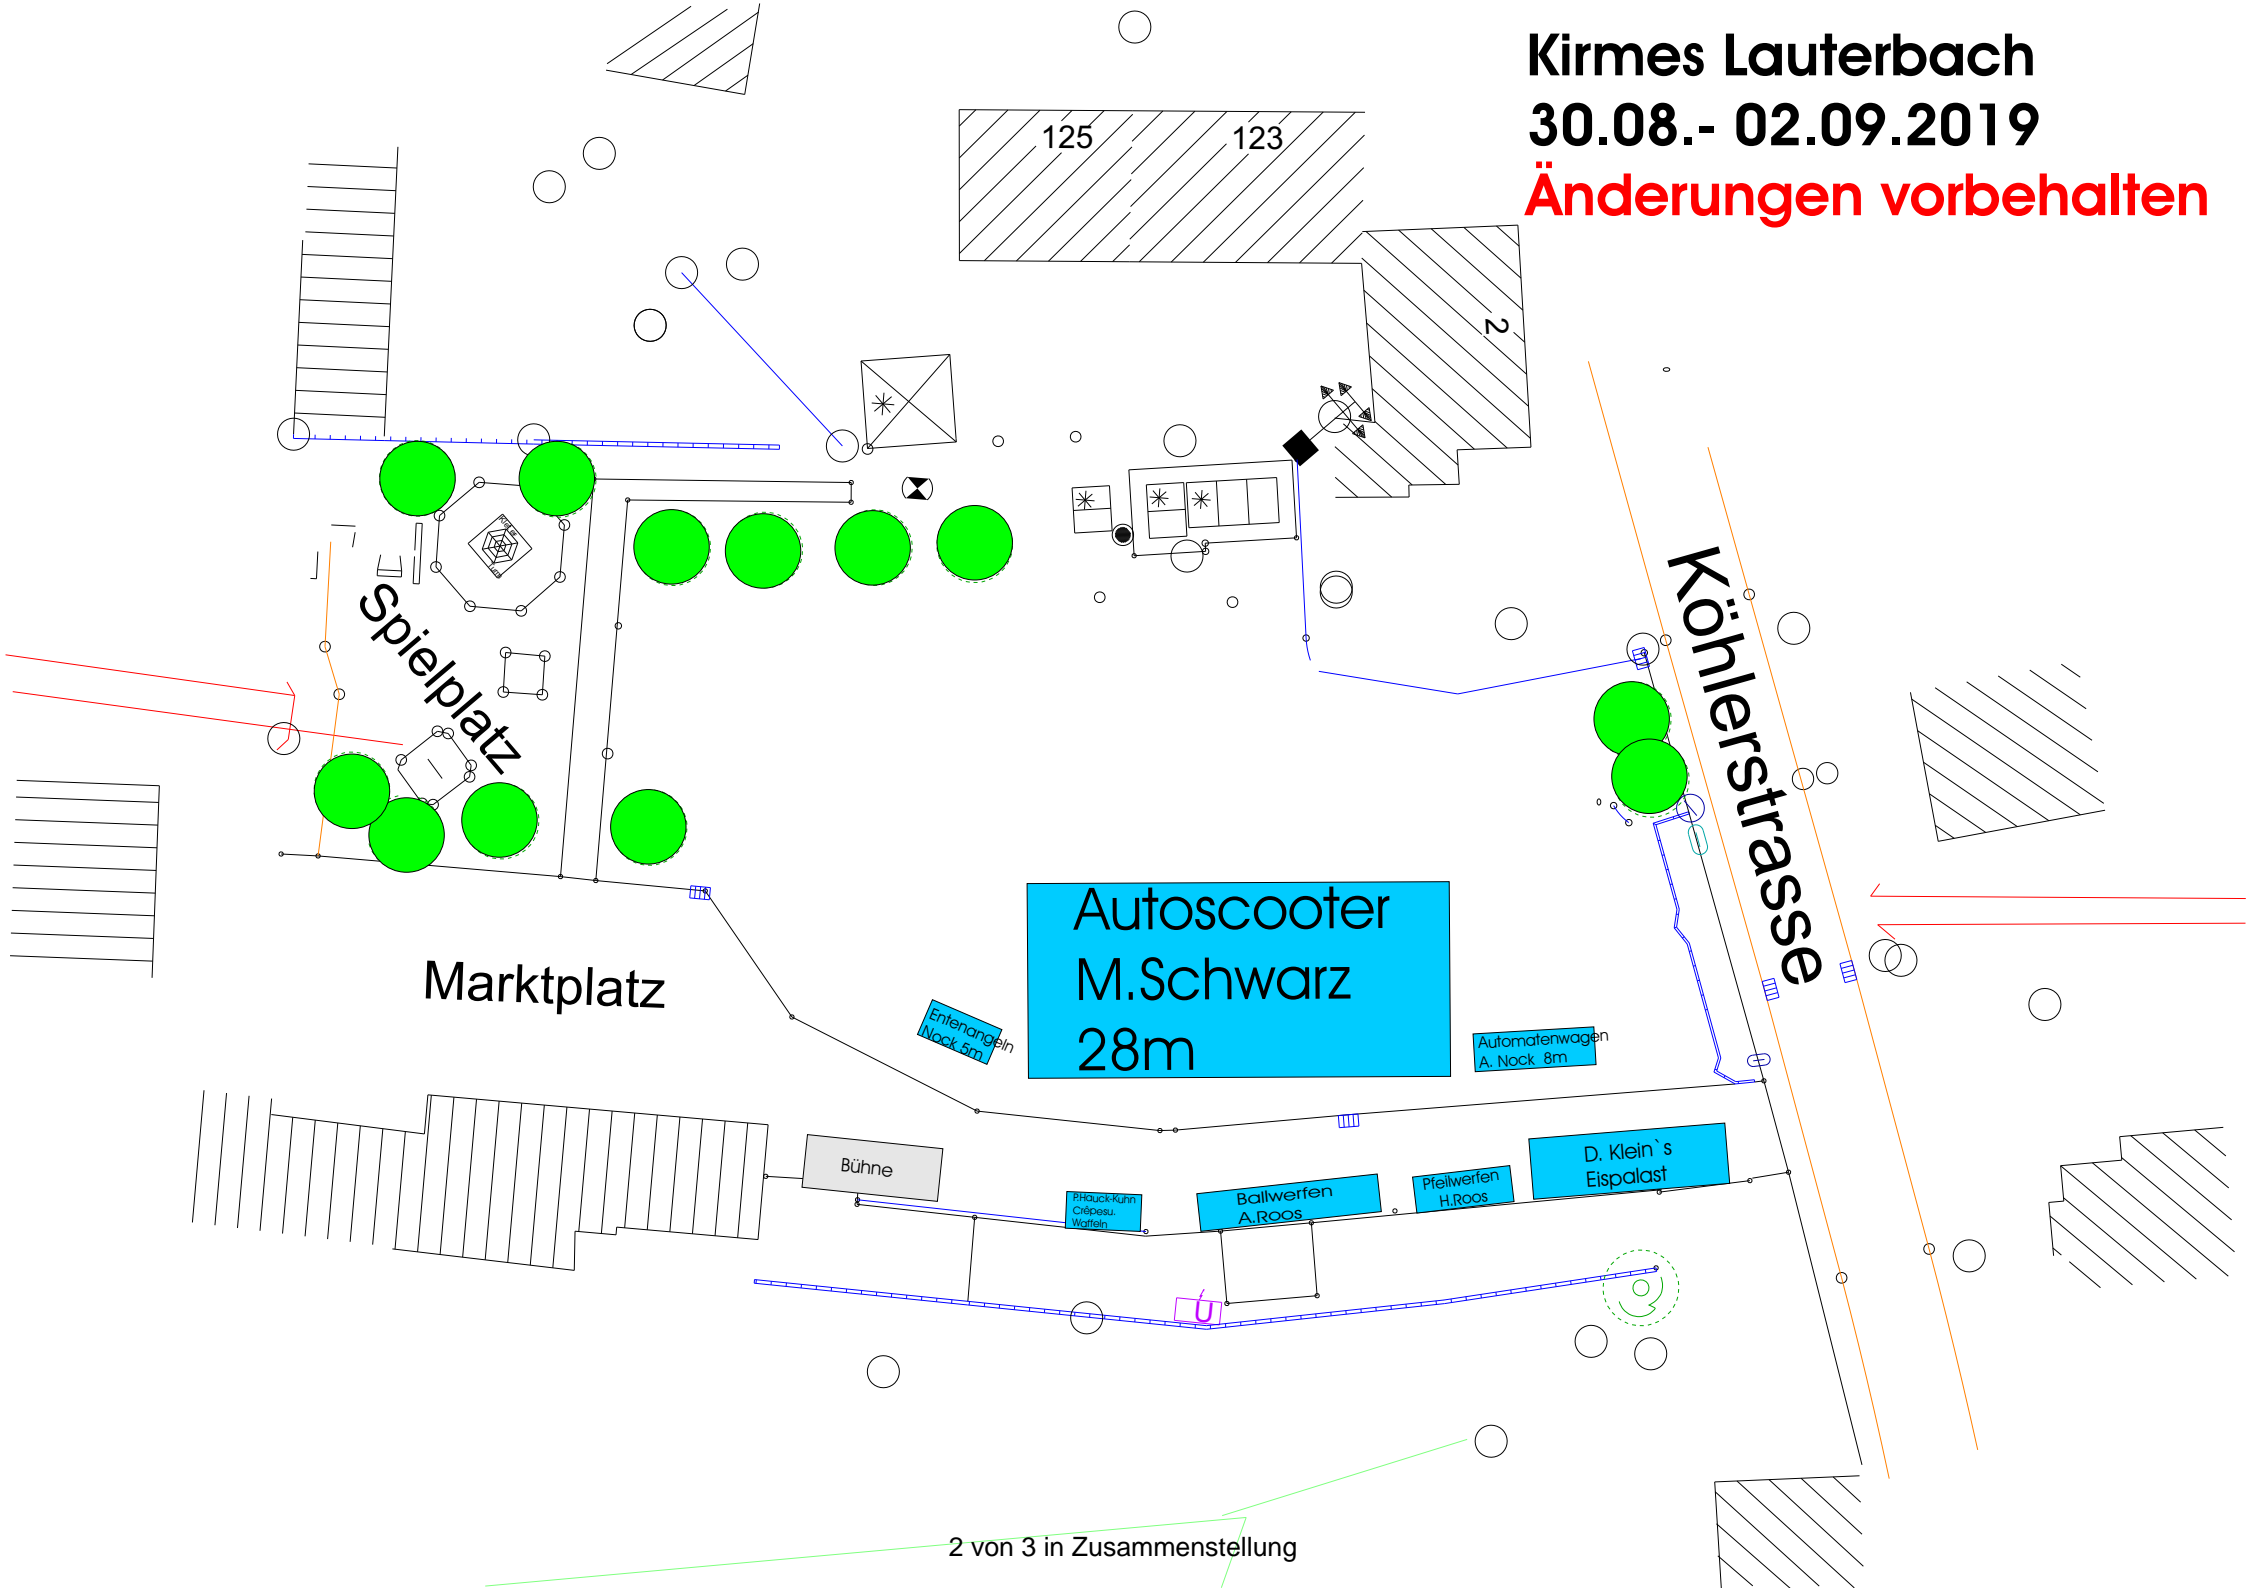 Kirmes Lauterbach
30.08.- 02.09.2019
Änderungen vorbehalten
125
123
2
Spielplatz
Köhlerstrasse
Marktplatz
Autoscooter
M.Schwarz
28m
Entenangeln
Nock 5m
Automatenwagen
A. Nock 8m
Bühne
P.Hauck-Kuhn
Crêpesu.
Waffeln
Ballwerfen
A.Roos
Pfeilwerfen
H.Roos
D. Klein`s
Eispalast
U
2 von 3 in Zusammenstellung